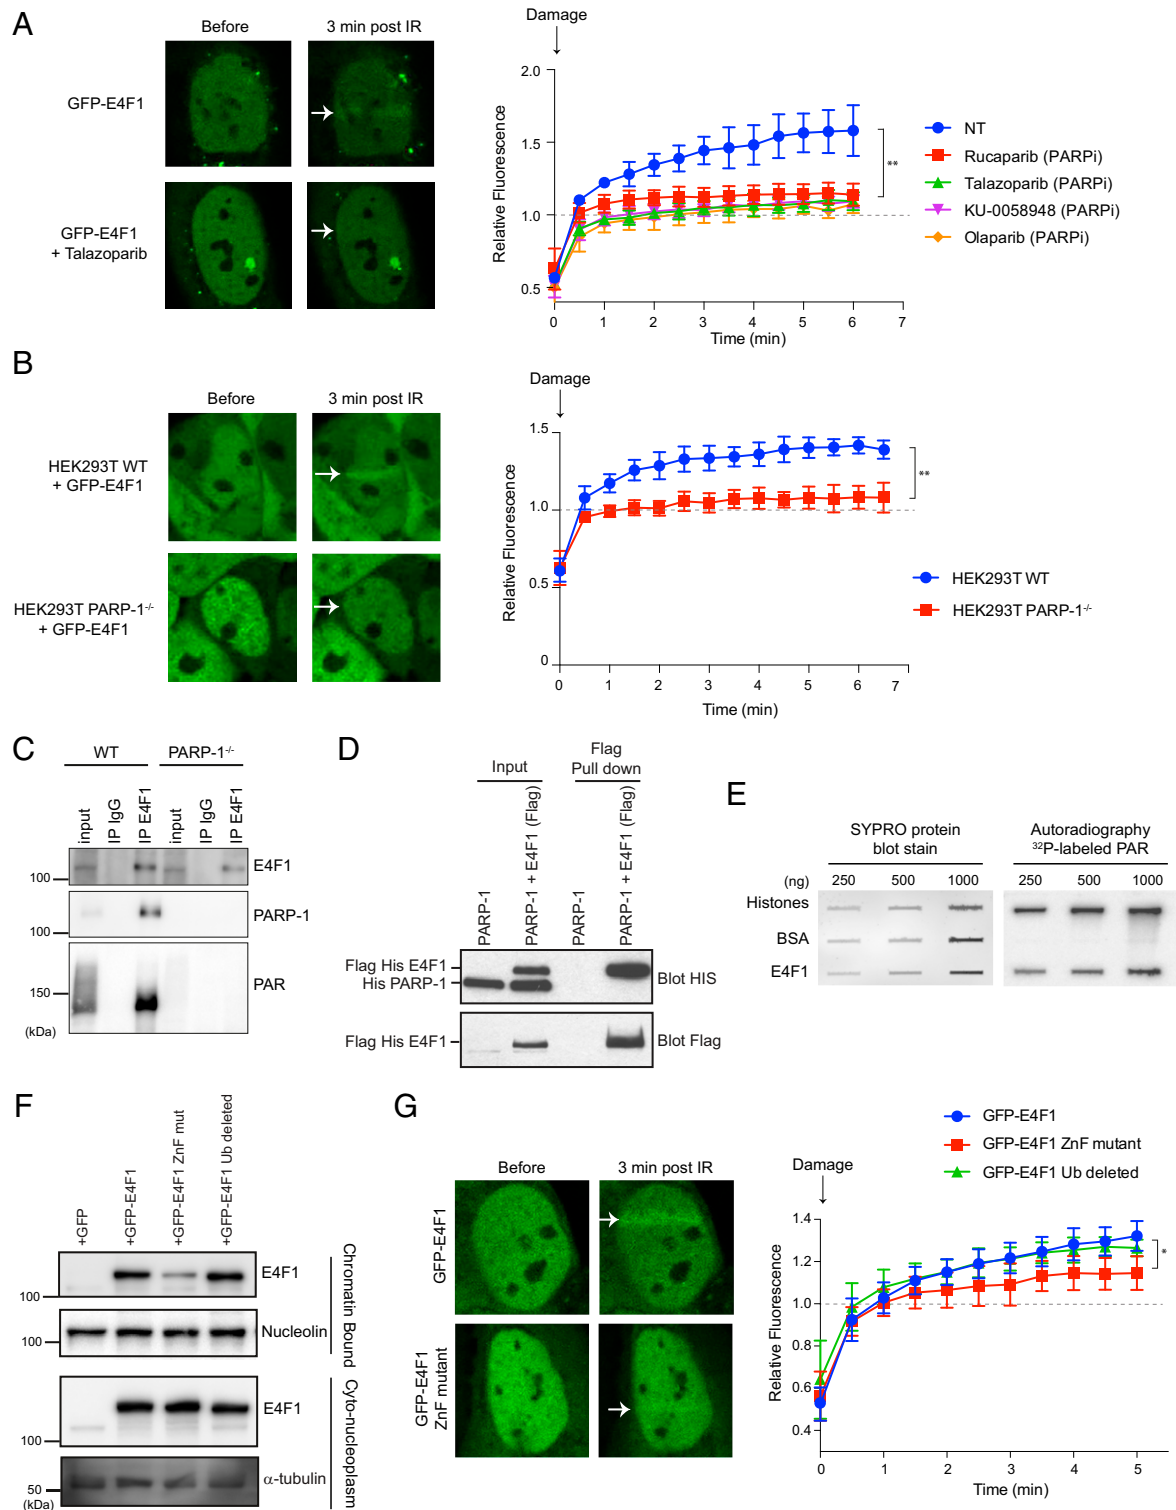 A
Before
3 min post IR
GFP-E4F1
GFP-E4F1
+ Talazoparib
Damage
2.0
1.5
1.0
0.5
Relative Fluorescence
0 1 2 3 4 5 6 7
Time (min)
**
NT
Rucaparib (PARPi)
Talazoparib (PARPi)
KU-0058948 (PARPi)
Olaparib (PARPi)
B
Before
3 min post IR
HEK293T WT
+ GFP-E4F1
HEK293T PARP-1-/-
+ GFP-E4F1
Damage
1.5
1.0
0.5
0
Relative Fluorescence
0 1 2 3 4 5 6 7
Time (min)
**
HEK293T WT
HEK293T PARP-1-/-
C
WT
PARP-1-/-
input
IP IgG
IP E4F1
input
IP IgG
IP E4F1
100
E4F1
PARP-1
100
PAR
150
(kDa)
D
Input
Flag
Pull down
PARP-1
PARP-1 + E4F1 (Flag)
PARP-1
PARP-1 + E4F1 (Flag)
Flag His E4F1
His PARP-1
Blot HIS
Flag His E4F1
Blot Flag
E
SYPRO protein
blot stain
Autoradiography
32P-labeled PAR
(ng) 250 500 1000 250 500 1000
Histones
BSA
E4F1
F
+GFP
+GFP-E4F1
+GFP-E4F1 ZnF mut
+GFP-E4F1 Ub deleted
E4F1
100
Nucleolin
100
Chromatin Bound
E4F1
100
α-tubulin
50
(kDa)
Cyto-nucleoplasm
G
Before
3 min post IR
GFP-E4F1
GFP-E4F1
ZnF mutant
GFP-E4F1
GFP-E4F1 ZnF mutant
GFP-E4F1 Ub deleted
Damage
1.4
1.2
1.0
0.8
0.6
0.4
Relative Fluorescence
0 1 2 3 4 5
Time (min)
*